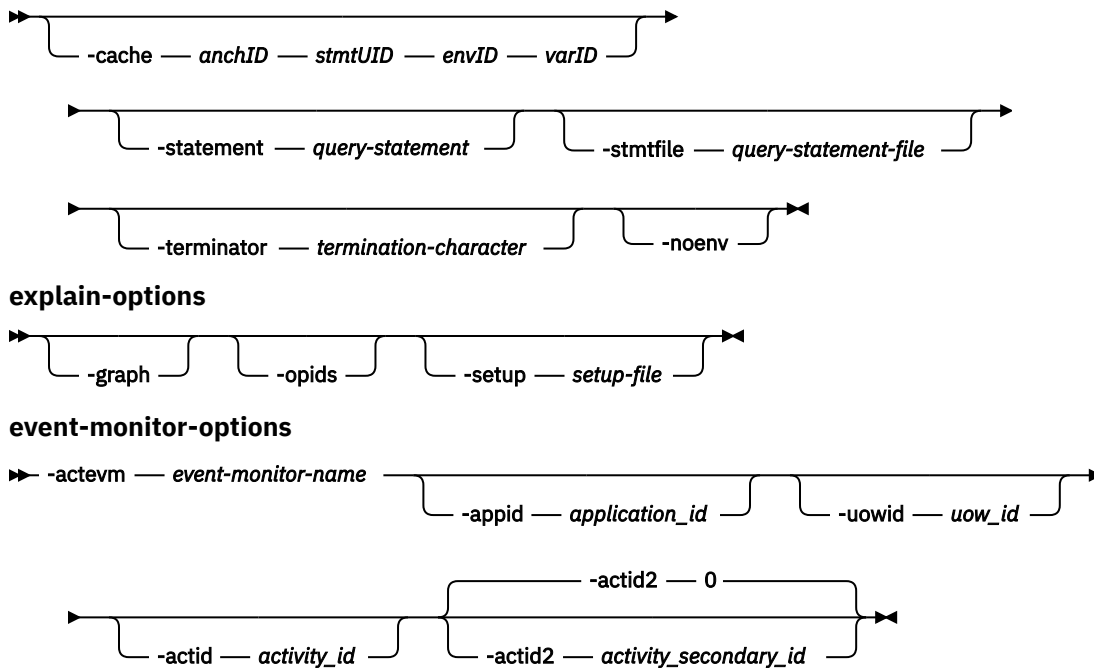 -cache anchID stmtUID envID varID
-statement query-statement -stmtfile query-statement-file
-terminator termination-character -noenv
explain-options
-graph -opids -setup setup-file
event-monitor-options
-actevm event-monitor-name
-appid application_id -uowid uow_id
-actid2 0
-actid activity_id -actid2 activity_secondary_id